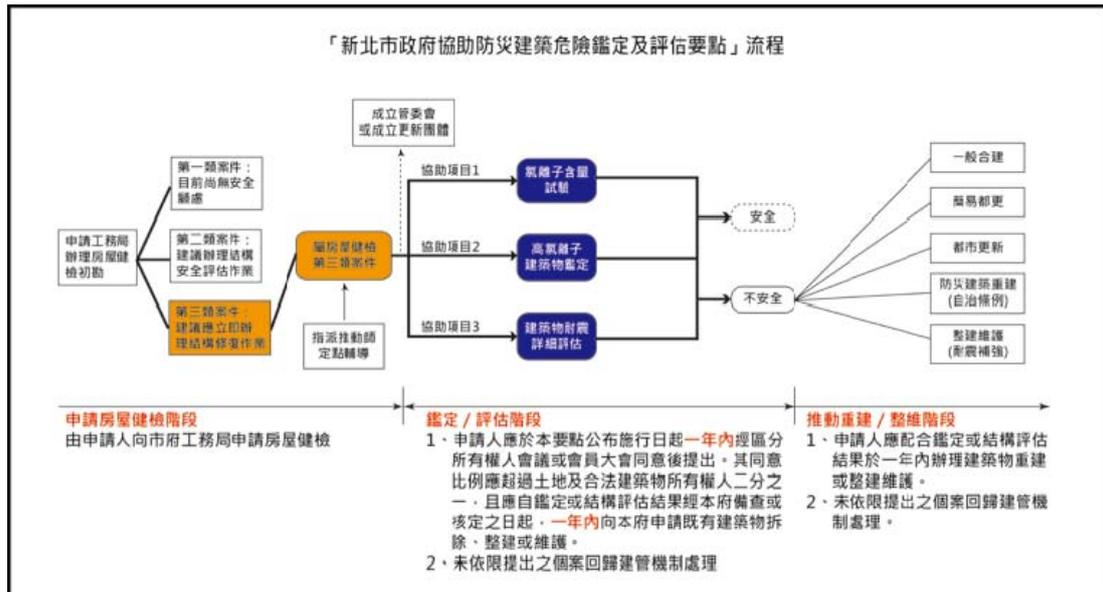 「新北市政府協助防災建築危險鑑定及評估要點」流程
成立管委會
或成立更新團體
第一類案件：
目前尚無安全
顧慮
申請工務局
辦理房屋健
檢初勘
第二類案件：
建議辦理結構
安全評估作業
第三類案件：
建議應立即辦
理結構修復作業
屬房屋健檢
第三類案件
指派推動師
定點輔導
協助項目1
氯離子含量
試驗
協助項目2
高氯離子
建築物鑑定
協助項目3
建築物耐震
詳細評估
安全
不安全
一般合建
簡易都更
都市更新
防災建築重建
(自治條例)
整建維護
(耐震補強)
申請房屋健檢階段
由申請人向市府工務局申請房屋健檢
鑑定 / 評估階段
1、申請人應於本要點公布施行日起一年內經區分
所有權人會議或會員大會同意後提出。其同意
比例應超過土地及合法建築物所有權人二分之
一，且應自鑑定或結構評估結果經本府備查或
核定之日起，一年內向本府申請既有建築物拆
除、整建或維護。
2、未依限提出之個案回歸建管機制處理
推動重建 / 整維階段
1、申請人應配合鑑定或結構評估
結果於一年內辦理建築物重建
或整建維護。
2、未依限提出之個案回歸建管機
制處理。